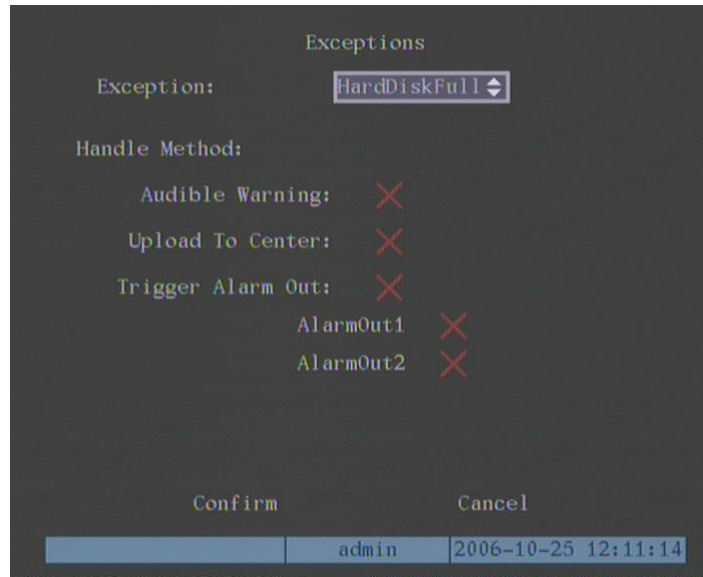 Exceptions
Exception: HardDiskFull
Handle Method:
Audible Warning:
Upload To Center:
Trigger Alarm Out:
AlarmOut1
AlarmOut2
Confirm Cancel
admin 2006-10-25 12:11:14